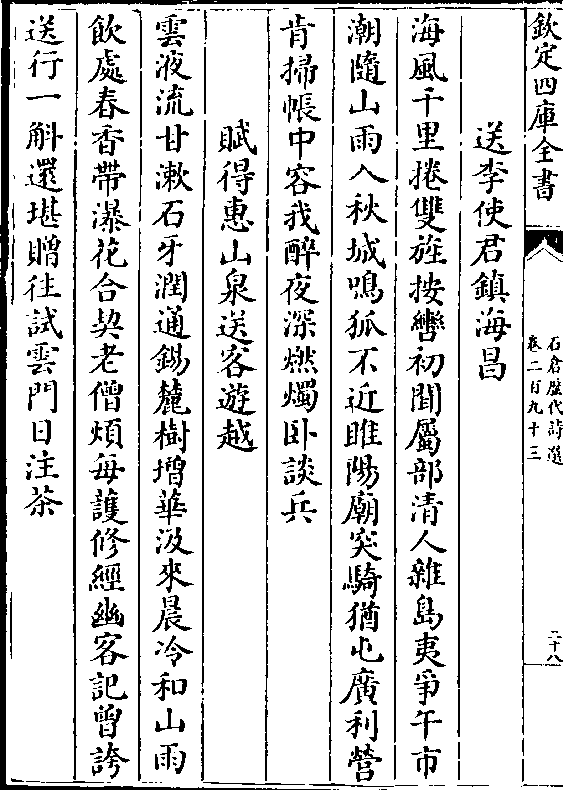 欽定四庫全書
石倉歷代詩選
卷二百九十三
二十八
送李使君鎮海昌
海風千里捲雙旌按轡初聞屬部清人雜島夷爭午市
潮隨山雨入秋城鳴狐不近睢陽廟突騎猶屯廣利營
肯掃帳中容我醉夜深燃燭卧談兵
賦得惠山泉送客遊越
雲液流甘漱石牙潤通錫麓樹增華汲來晨冷和山雨
飲處春香帶瀑花合契老僧煩每護修經幽客記曾誇
送行一斛還堪贈往試雲門日注茶